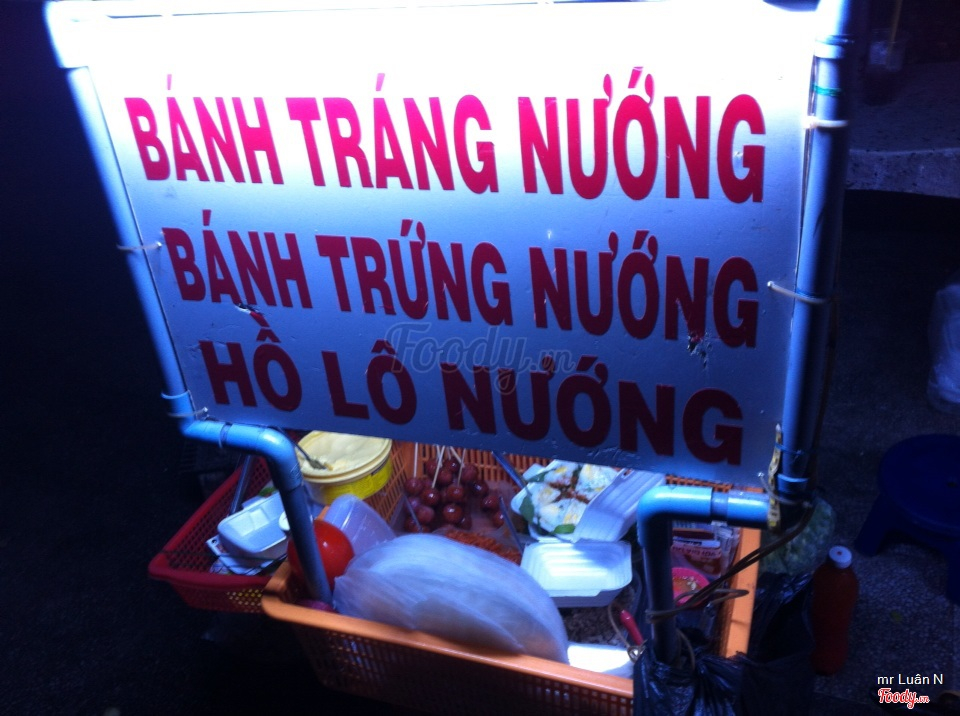 BÁNH TRÁNG NƯỚNG
BÁNH TRỨNG NƯỚNG
HỒ LÔ NƯỚNG
Foody.vn
mr Luân N
Foody.vn